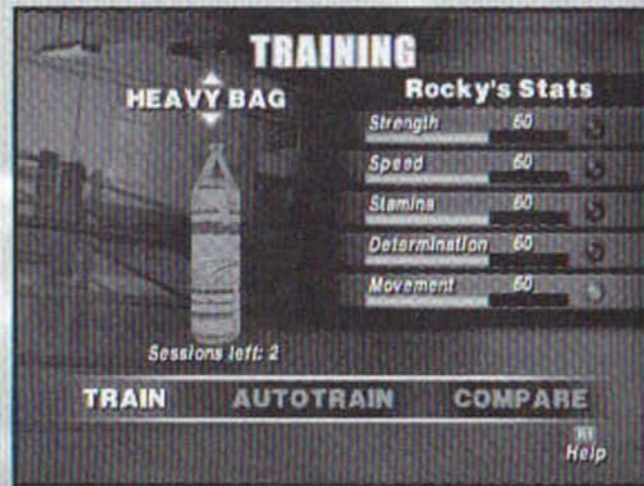 TRAINING
HEAVY BAG
Rocky's Stats
Strength 60
Speed 60
Stamina 60
Determination 60
Movement 60
Sessions left: 2
TRAIN AUTOTRAIN COMPARE
Help